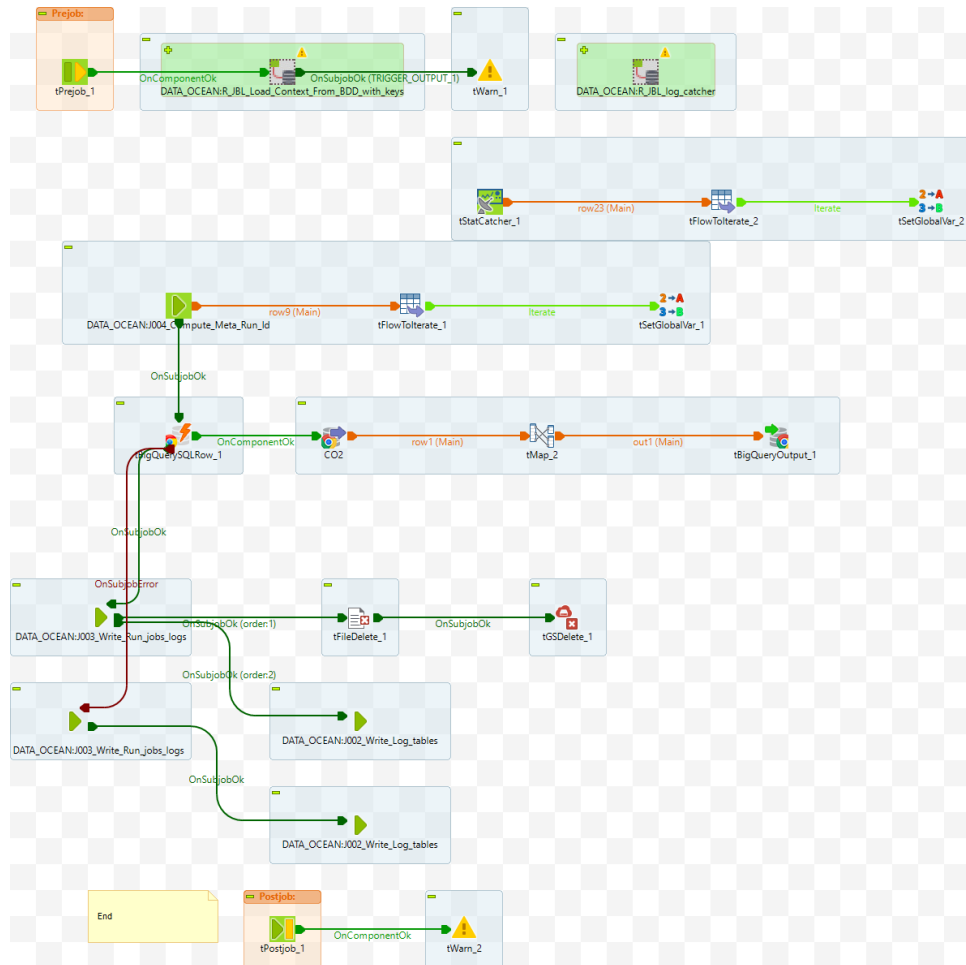 Prejob:
OnComponentOk
OnSubjobOk (TRIGGER_OUTPUT_1)
tPrejob_1
DATA_OCEAN:R_JBL_Load_Context_From_BDD_with_keys
tWarn_1
DATA_OCEAN:R_JBL_log_catcher
row23 (Main)
Iterate
tStatCatcher_1
tFlowToIterate_2
tSetGlobalVar_2
row9 (Main)
Iterate
DATA_OCEAN:J004_Compute_Meta_Run_Id
tFlowToIterate_1
tSetGlobalVar_1
OnSubjobOk
OnComponentOk
row1 (Main)
out1 (Main)
tBigQuerySQLRow_1
CO2
tMap_2
tBigQueryOutput_1
OnSubjobOk
OnSubjobError
OnSubjobOk (order:1)
OnSubjobOk
DATA_OCEAN:J003_Write_Run_jobs_logs
tFileDelete_1
tGSDelete_1
OnSubjobOk (order:2)
DATA_OCEAN:J002_Write_Log_tables
DATA_OCEAN:J003_Write_Run_jobs_logs
OnSubjobOk
DATA_OCEAN:J002_Write_Log_tables
End
Postjob:
OnComponentOk
tPostjob_1
tWarn_2